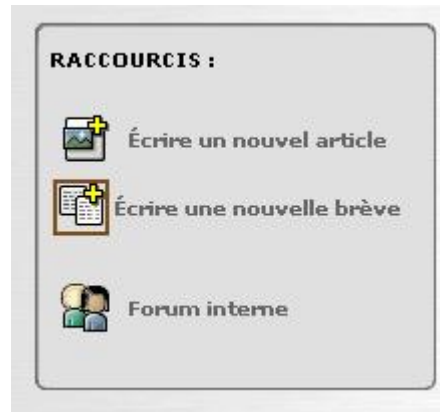 RACCOURCIS :
Écrire un nouvel article
Écrire une nouvelle brève
Forum interne